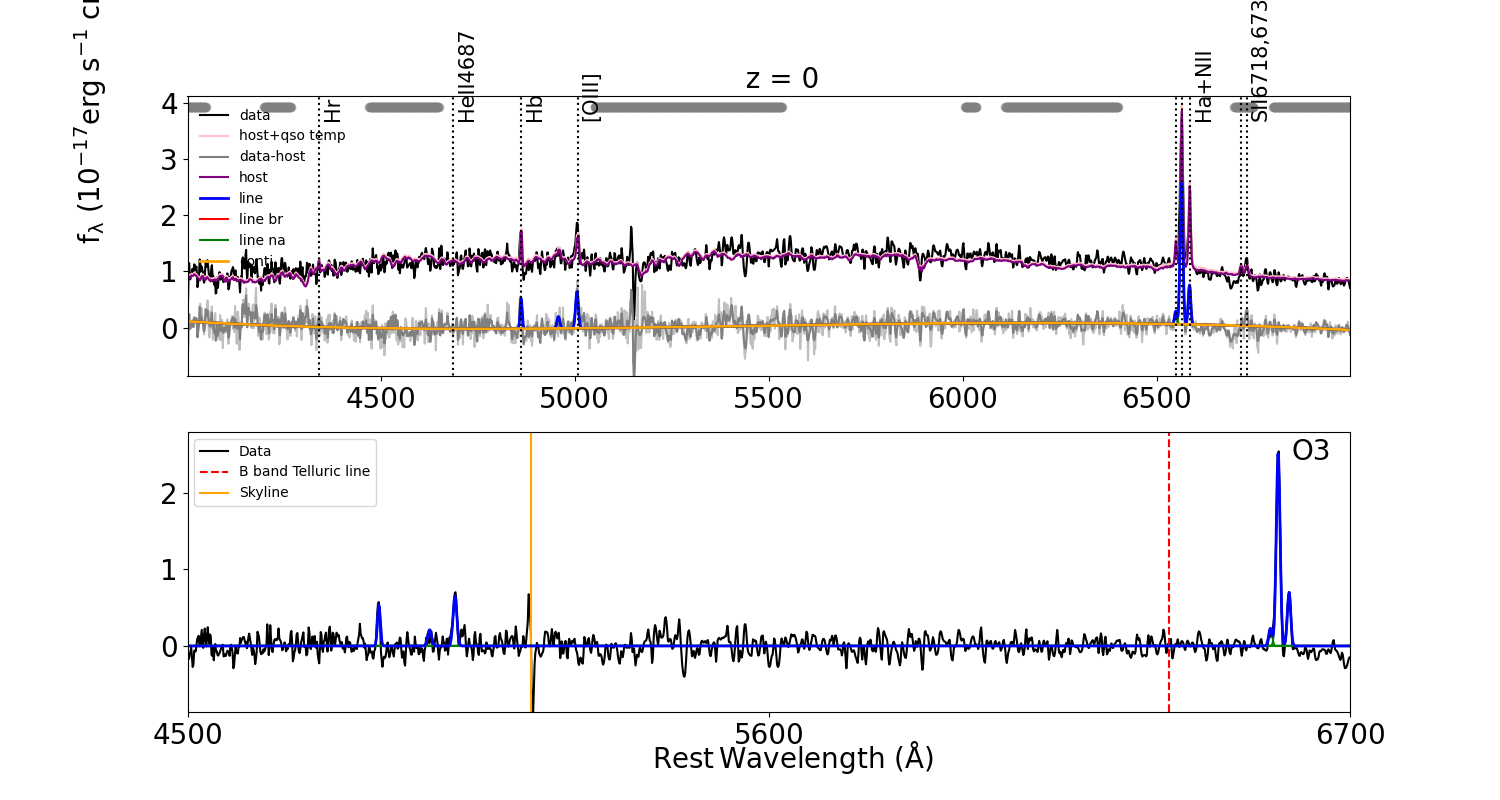 z = 0
f_λ (10^−17 erg s^−1 c
4
3
2
1
0
data
host+qso temp
data-host
host
line
line br
line na
conti
Hr
HeII4687
Hb
[OIII]
Ha+NII
SII6718,673
4500
5000
5500
6000
6500
Data
B band Telluric line
Skyline
O3
2
1
0
4500
5600
6700
Rest Wavelength (Å)